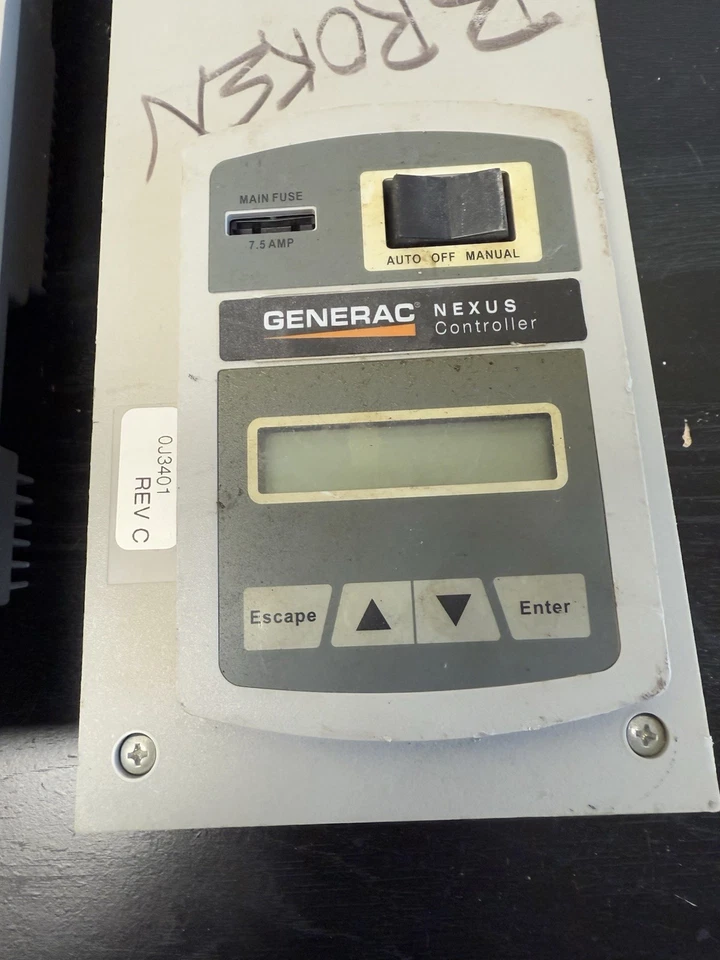 BROKEN
MAIN FUSE
7.5 AMP
AUTO OFF MANUAL
GENERAC® NEXUS
Controller
0J3401
REV C
Escape
Enter